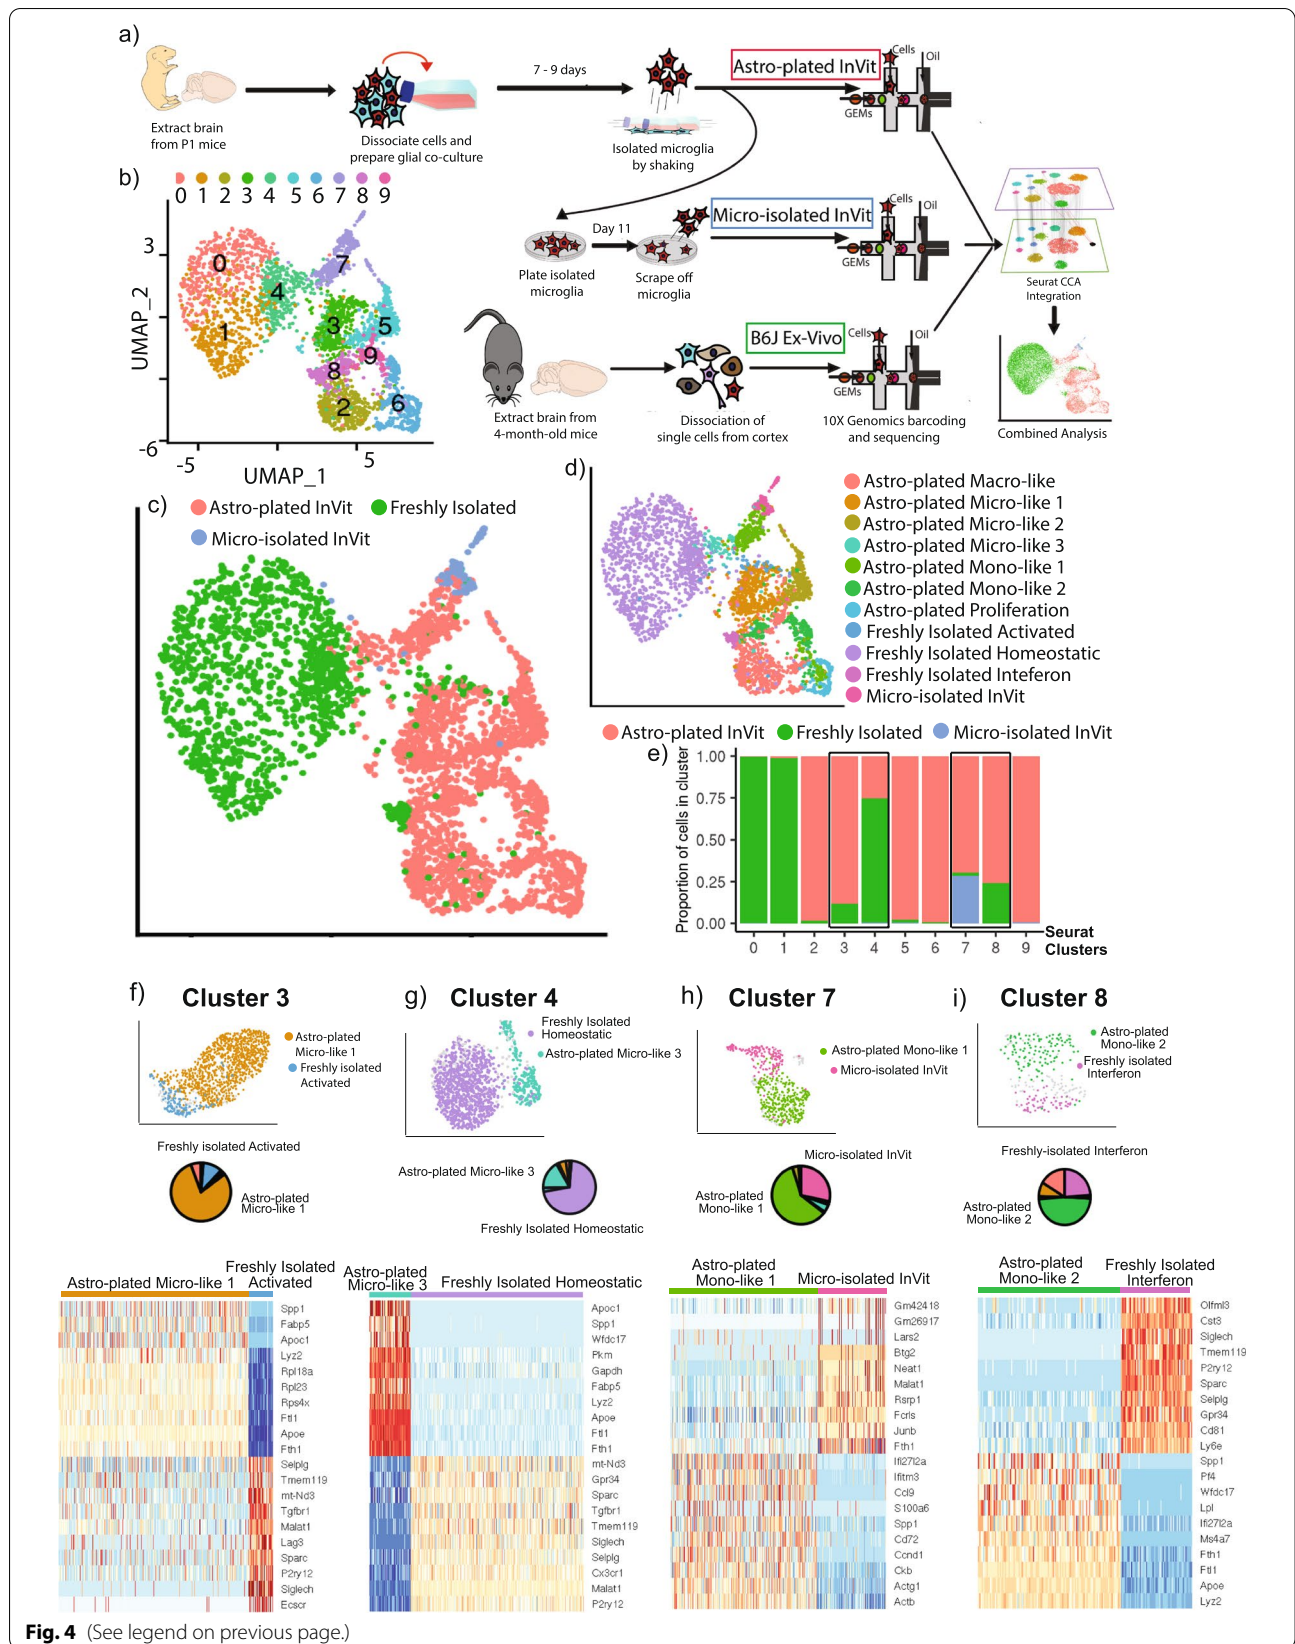 a)
Extract brain
from P1 mice
Dissociate cells and
prepare glial co-culture
7 - 9 days
Isolated microglia
by shaking
Astro-plated InVit
Cells
Oil
GEMs
Plate isolated
microglia
Day 11
Scrape off
microglia
Micro-isolated InVit
Cells
Oil
GEMs
Extract brain from
4-month-old mice
Dissociation of
single cells from cortex
B6J Ex-Vivo
Cells
Oil
GEMs
10X Genomics barcoding
and sequencing
Seurat CCA
Integration
Combined Analysis
b)
0 1 2 3 4 5 6 7 8 9
3
-6
-5
5
UMAP_2
UMAP_1
0
1
4
7
3
5
9
8
2
6
c)
Astro-plated InVit
Freshly Isolated
Micro-isolated InVit
d)
Astro-plated Macro-like
Astro-plated Micro-like 1
Astro-plated Micro-like 2
Astro-plated Micro-like 3
Astro-plated Mono-like 1
Astro-plated Mono-like 2
Astro-plated Proliferation
Freshly Isolated Activated
Freshly Isolated Homeostatic
Freshly Isolated Inteferon
Micro-isolated InVit
Astro-plated InVit
Freshly Isolated
Micro-isolated InVit
e)
Proportion of cells in cluster
1.00
0.75
0.50
0.25
0.00
0 1 2 3 4 5 6 7 8 9
Seurat
Clusters
f)
Cluster 3
Astro-plated
Micro-like 1
Freshly isolated
Activated
Freshly isolated Activated
Astro-plated
Micro-like 1
Astro-plated Micro-like 1
Freshly Isolated
Activated
Spp1
Fabp5
Apoc1
Lyz2
Rpl18a
Rpl23
Rps4x
Ftl1
Apoe
Fth1
Selplg
Tmem119
mt-Nd3
Tgfbr1
Malat1
Lag3
Sparc
P2ry12
Siglech
Ecscr
g)
Cluster 4
Freshly Isolated
Homeostatic
Astro-plated Micro-like 3
Astro-plated Micro-like 3
Freshly Isolated Homeostatic
Astro-plated
Micro-like 3
Freshly Isolated Homeostatic
Apoc1
Spp1
Wfdc17
Pkm
Gapdh
Fabp5
Lyz2
Apoe
Ftl1
Fth1
mt-Nd3
Gpr34
Sparc
Tgfbr1
Tmem119
Siglech
Selplg
Cx3cr1
Malat1
P2ry12
h)
Cluster 7
Astro-plated Mono-like 1
Micro-isolated InVit
Micro-isolated InVit
Astro-plated
Mono-like 1
Astro-plated
Mono-like 1
Micro-isolated InVit
Gm42418
Gm26917
Lars2
Btg2
Neat1
Malat1
Rsrp1
Fcrls
Junb
Fth1
Ifi27l2a
Ifitm3
Ccl9
S100a6
Spp1
Cd72
Ccnd1
Ckb
Actg1
Actb
i)
Cluster 8
Astro-plated
Mono-like 2
Freshly isolated
Interferon
Freshly-isolated Interferon
Astro-plated
Mono-like 2
Astro-plated
Mono-like 2
Freshly Isolated
Interferon
Olfml3
Cst3
Siglech
Tmem119
P2ry12
Sparc
Selplg
Gpr34
Cd81
Ly6e
Spp1
Pf4
Wfdc17
Lpl
Ifi27l2a
Ms4a7
Fth1
Ftl1
Apoe
Lyz2
Fig. 4 (See legend on previous page.)